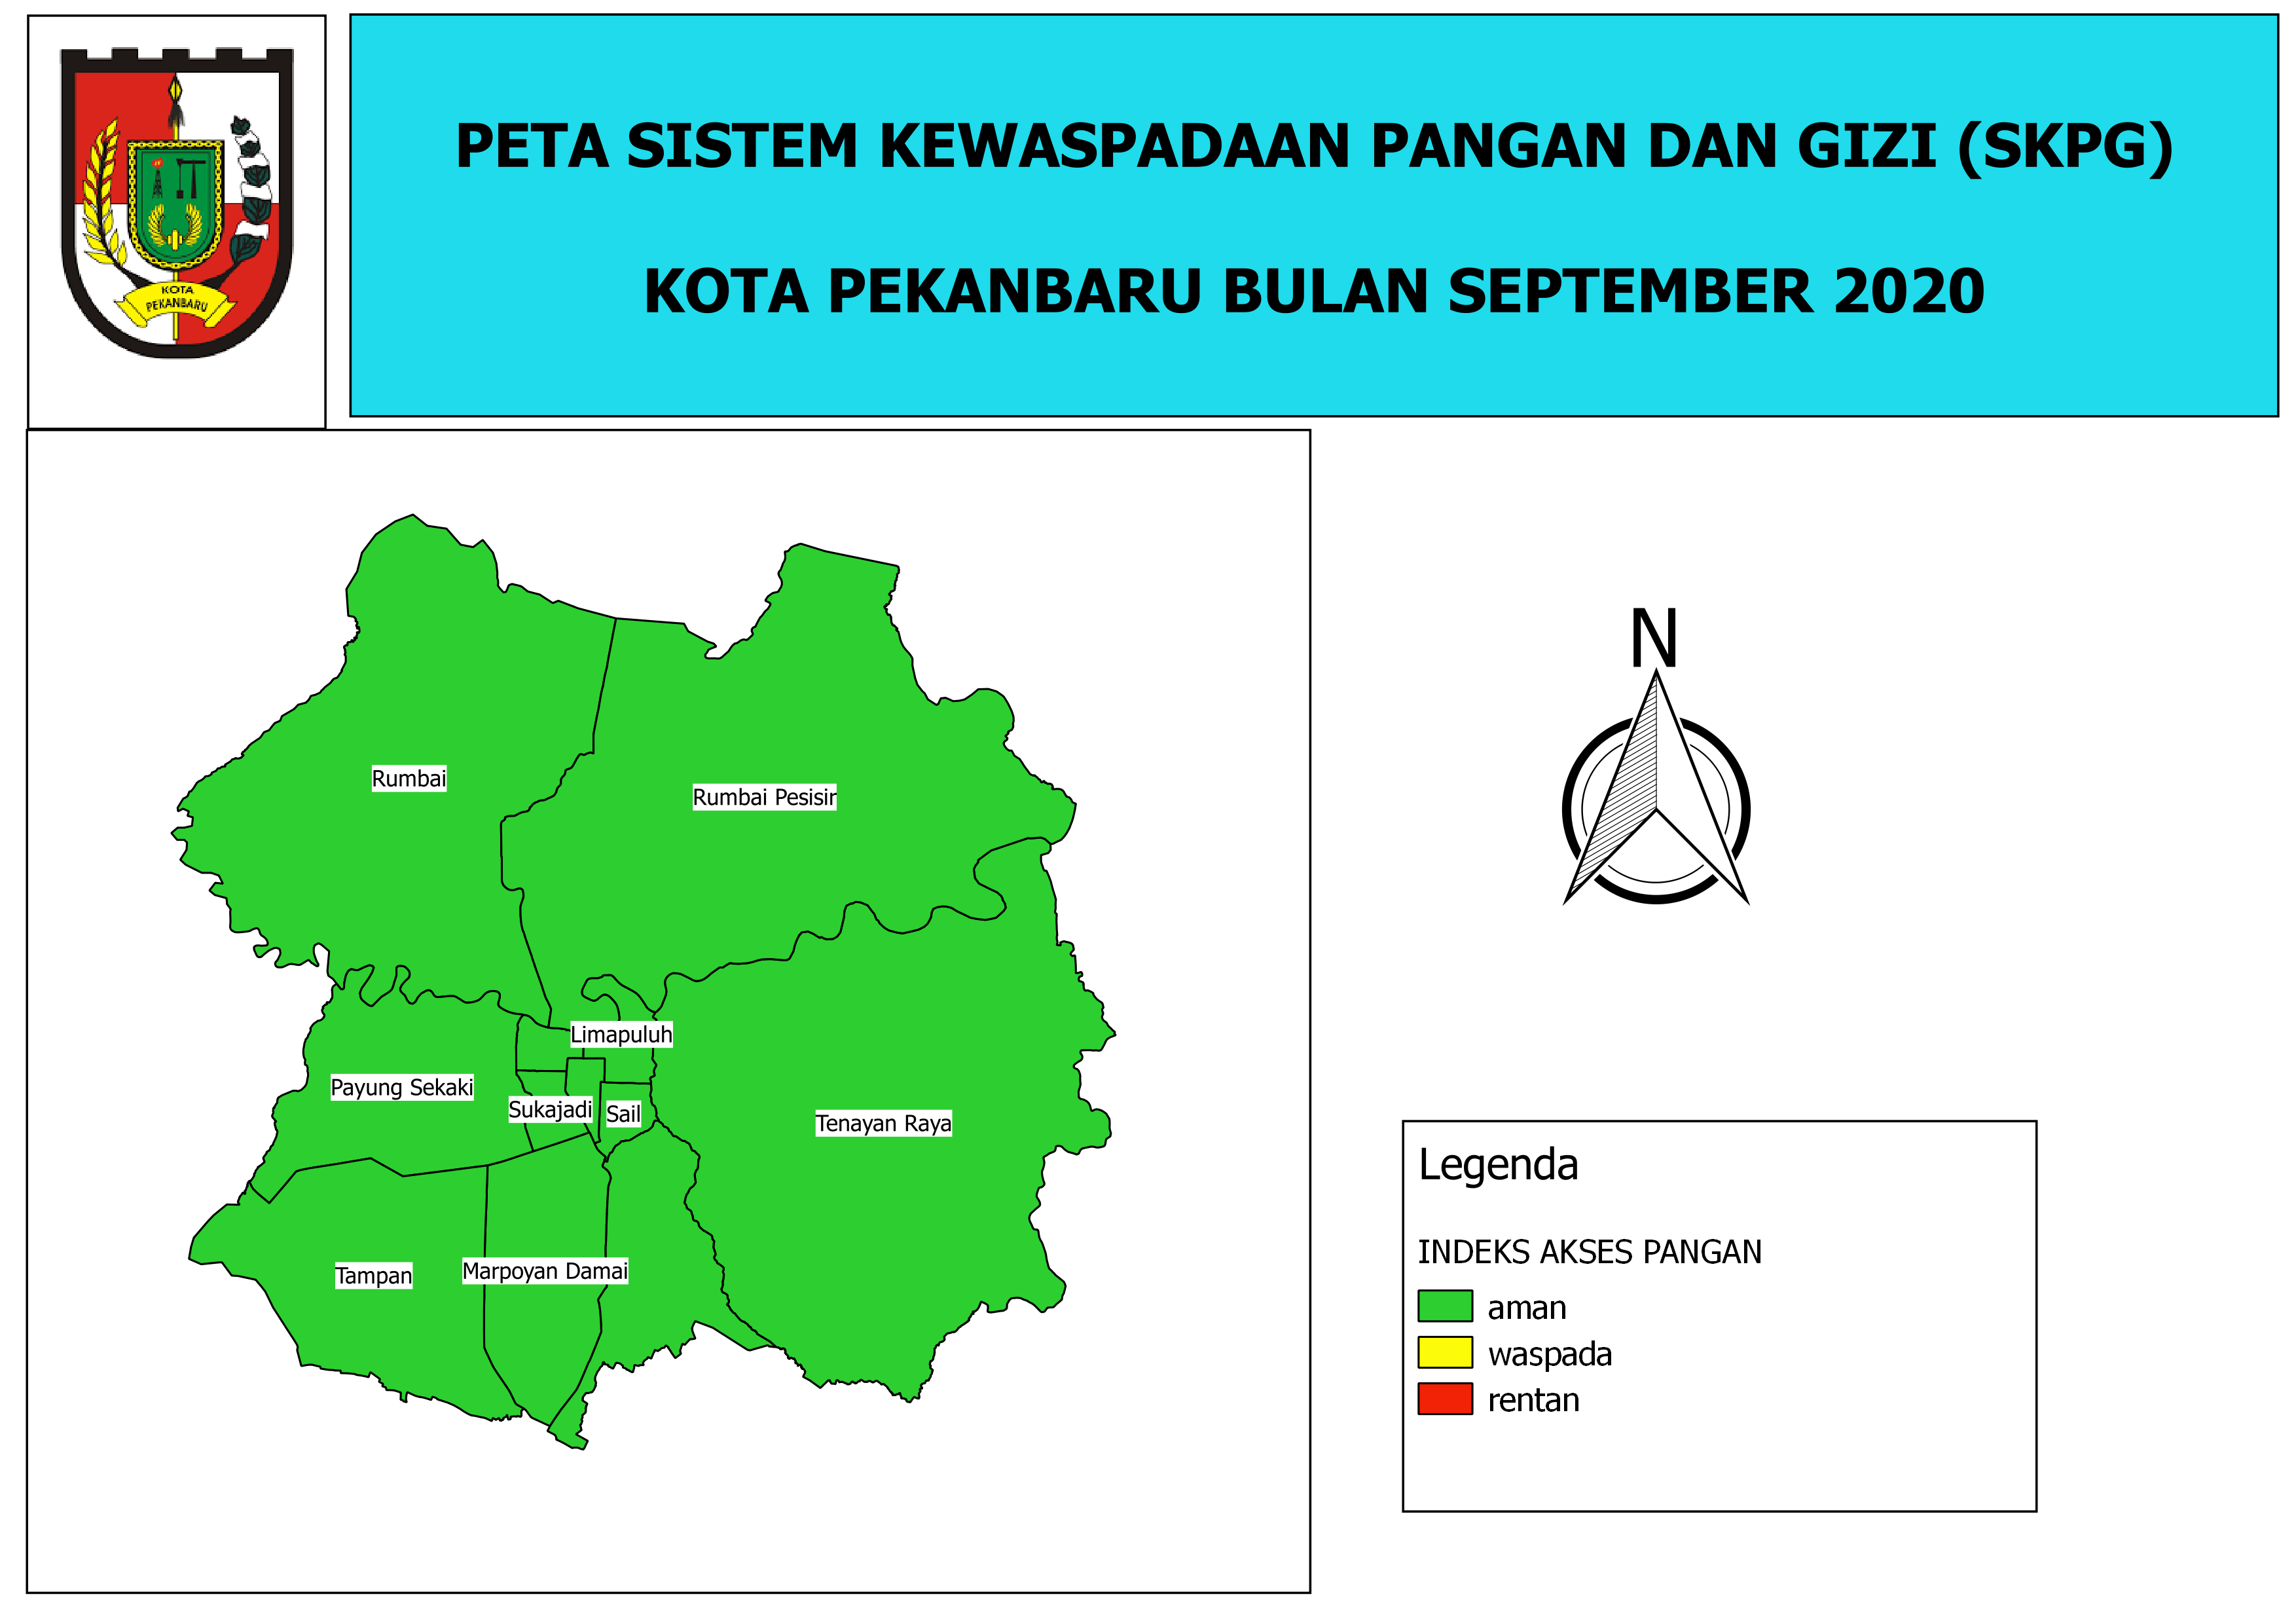 KOTA
PEKANBARU
PETA SISTEM KEWASPADAAN PANGAN DAN GIZI (SKPG)
KOTA PEKANBARU BULAN SEPTEMBER 2020
Rumbai
Rumbai Pesisir
Limapuluh
Payung Sekaki
Sukajadi
Sail
Tenayan Raya
Tampan
Marpoyan Damai
N
Legenda
INDEKS AKSES PANGAN
aman
waspada
rentan